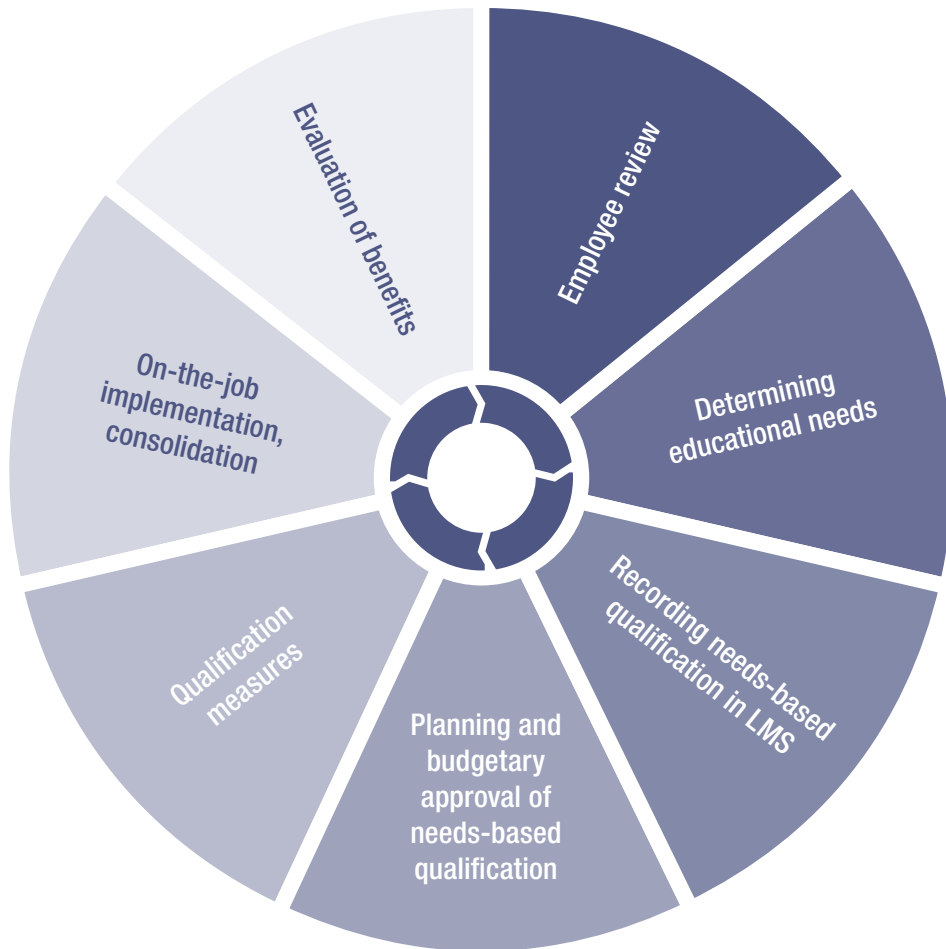 Employee review
Determining
educational needs
Recording needs-based
qualification in LMS
Planning and
budgetary
approval of
needs-based
qualification
Qualification
measures
On-the-job
implementation,
consolidation
Evaluation of benefits